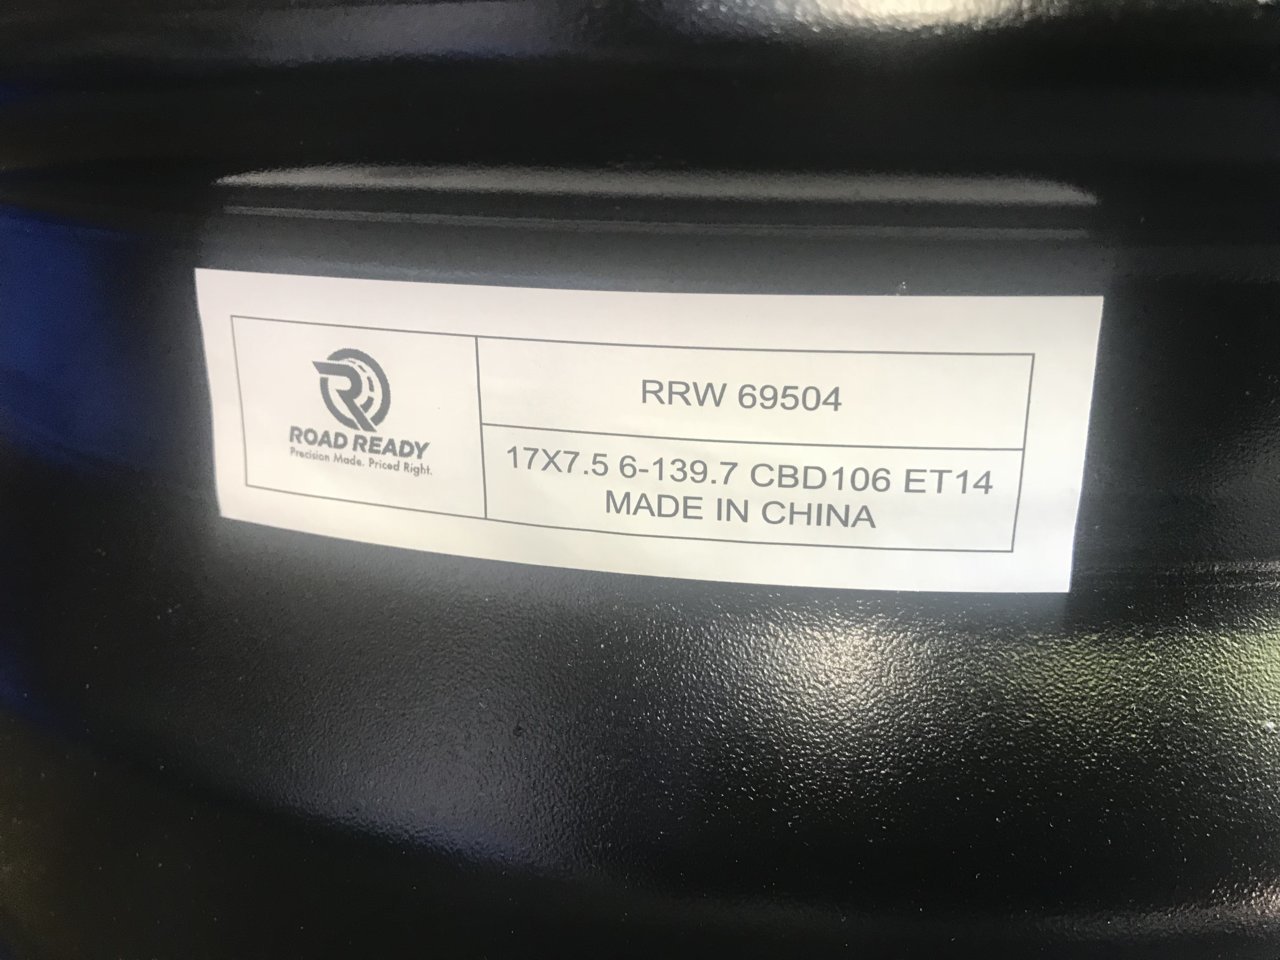 ROAD READY
Precision Made. Priced Right.
RRW 69504
17X7.5 6-139.7 CBD106 ET14
MADE IN CHINA